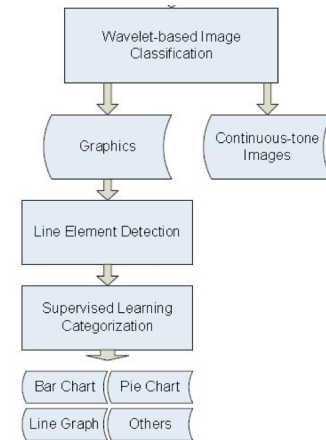 Wavelet-based Image
Classification
Graphics
Continuous-tone
Images
Line Element Detection
Supervised Learning
Categorization
Bar Chart
Pie Chart
Line Graph
Others